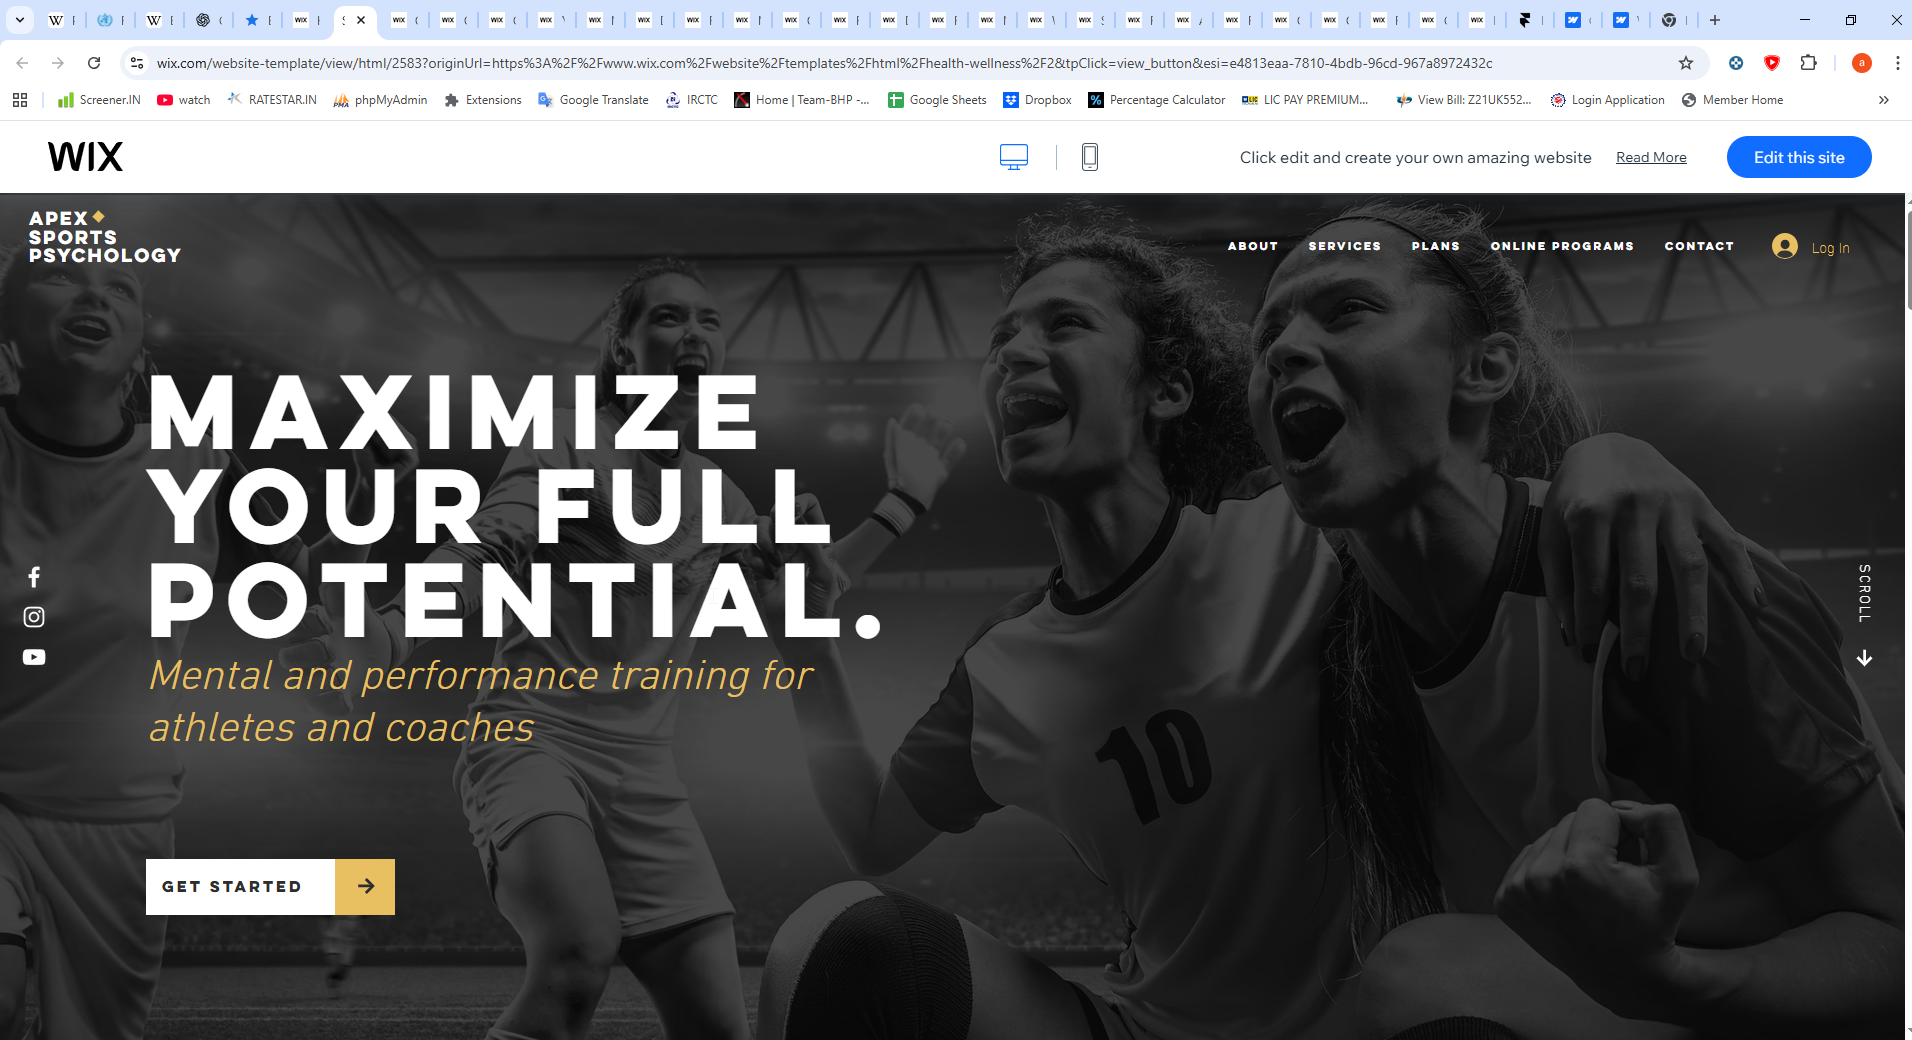 wix.com/website-template/view/html/2583?originUrl=https%3A%2F%2Fwww.wix.com%2Fwebsite%2Ftemplates%2Fhtml%2Fhealth-wellness%2F2&tpClick=view_button&esi=e4813eaa-7810-4bdb-96cd-967a8972432c
a
Screener.IN watch RATESTAR.IN phpMyAdmin Extensions Google Translate IRCTC Home | Team-BHP -... Google Sheets Dropbox Percentage Calculator LIC PAY PREMIUM... View Bill: Z21UK552... Login Application Member Home
WIX Click edit and create your own amazing website Read More Edit this site
APEX
SPORTS
PSYCHOLOGY
ABOUT SERVICES PLANS ONLINE PROGRAMS CONTACT Log In
MAXIMIZE
YOUR FULL
POTENTIAL.
Mental and performance training for
athletes and coaches
10
SCROLL
GET STARTED